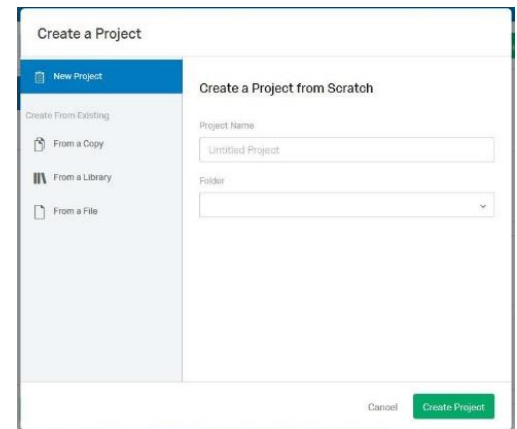 Create a Project
New Project
Create From Existing
From a Copy
From a Library
From a File
Create a Project from Scratch
Project Name
Untitled Project
Folder
Cancel
Create Project